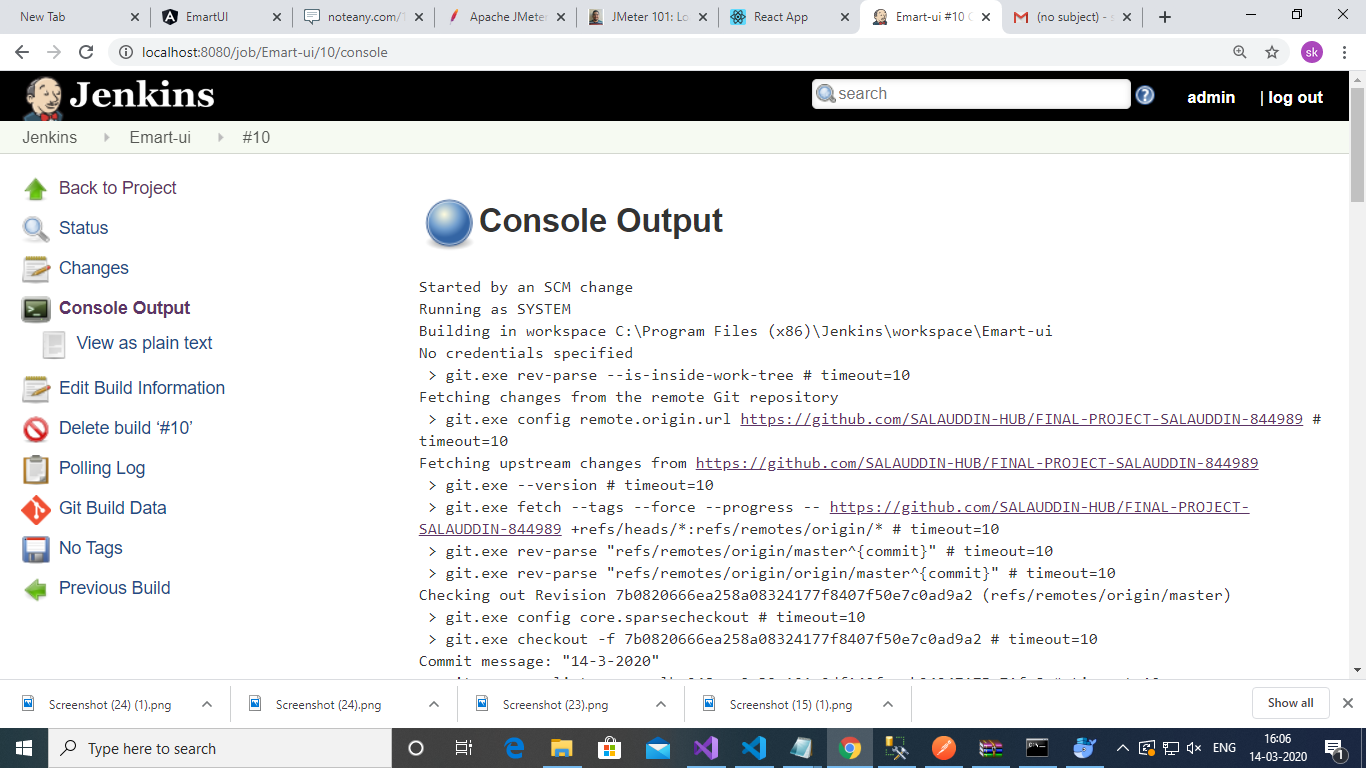 New Tab
EmartUI
noteany.com/
Apache JMeter
JMeter 101: Lo
React App
Emart-ui #10 C
(no subject) - s
localhost:8080/job/Emart-ui/10/console
sk
Jenkins
search
admin
| log out
Jenkins
Emart-ui
#10
Back to Project
Status
Changes
Console Output
View as plain text
Edit Build Information
Delete build ‘#10’
Polling Log
Git Build Data
No Tags
Previous Build
Console Output
Started by an SCM change
Running as SYSTEM
Building in workspace C:\Program Files (x86)\Jenkins\workspace\Emart-ui
No credentials specified
> git.exe rev-parse --is-inside-work-tree # timeout=10
Fetching changes from the remote Git repository
> git.exe config remote.origin.url https://github.com/SALAUDDIN-HUB/FINAL-PROJECT-SALAUDDIN-844989 #
timeout=10
Fetching upstream changes from https://github.com/SALAUDDIN-HUB/FINAL-PROJECT-SALAUDDIN-844989
> git.exe --version # timeout=10
> git.exe fetch --tags --force --progress -- https://github.com/SALAUDDIN-HUB/FINAL-PROJECT-
SALAUDDIN-844989 +refs/heads/*:refs/remotes/origin/* # timeout=10
> git.exe rev-parse "refs/remotes/origin/master^{commit}" # timeout=10
> git.exe rev-parse "refs/remotes/origin/origin/master^{commit}" # timeout=10
Checking out Revision 7b0820666ea258a08324177f8407f50e7c0ad9a2 (refs/remotes/origin/master)
> git.exe config core.sparsecheckout # timeout=10
> git.exe checkout -f 7b0820666ea258a08324177f8407f50e7c0ad9a2 # timeout=10
Commit message: "14-3-2020"
Screenshot (24) (1).png
Screenshot (24).png
Screenshot (23).png
Screenshot (15) (1).png
Show all
Type here to search
ENG
16:06
14-03-2020
1